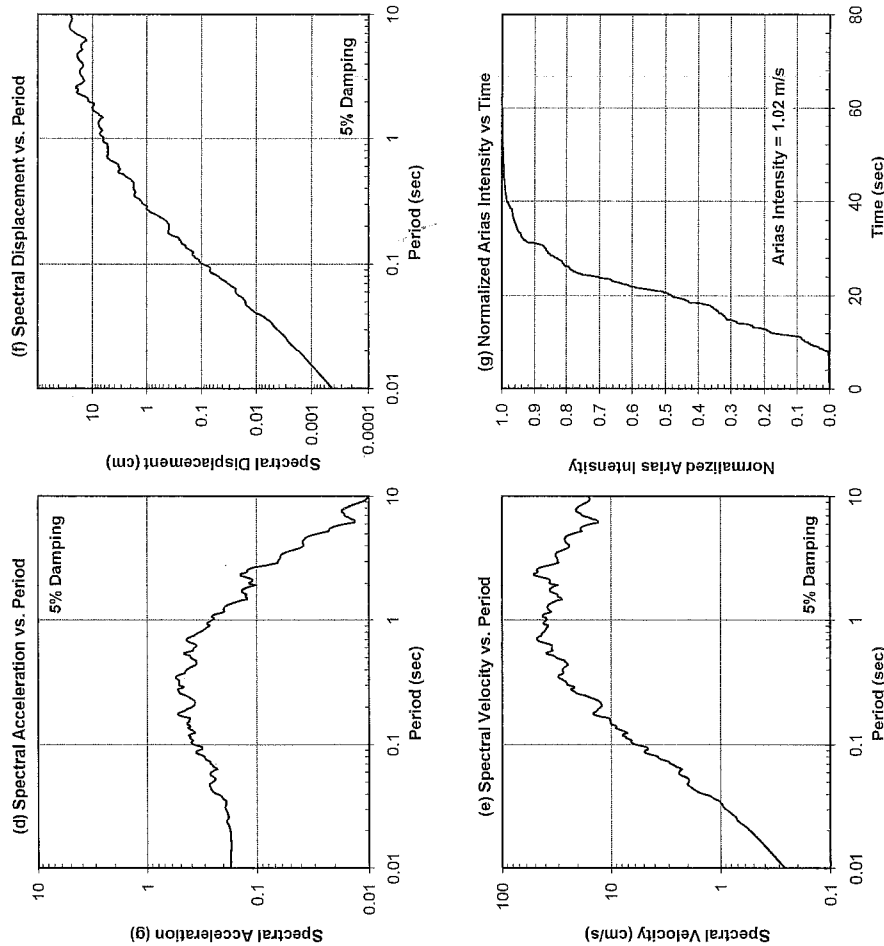 (d) Spectral Acceleration vs. Period
5% Damping
Spectral Acceleration (g)
10
1
0.1
0.01
0.01
0.1
1
10
Period (sec)
(f) Spectral Displacement vs. Period
5% Damping
Spectral Displacement (cm)
10
1
0.1
0.01
0.001
0.0001
0.01
0.1
1
10
Period (sec)
(e) Spectral Velocity vs. Period
5% Damping
Spectral Velocity (cm/s)
100
10
1
0.1
0.01
0.1
1
10
Period (sec)
(g) Normalized Arias Intensity vs Time
Arias Intensity = 1.02 m/s
Normalized Arias Intensity
1.0
0.9
0.8
0.7
0.6
0.5
0.4
0.3
0.2
0.1
0.0
0
20
40
60
80
Time (sec)